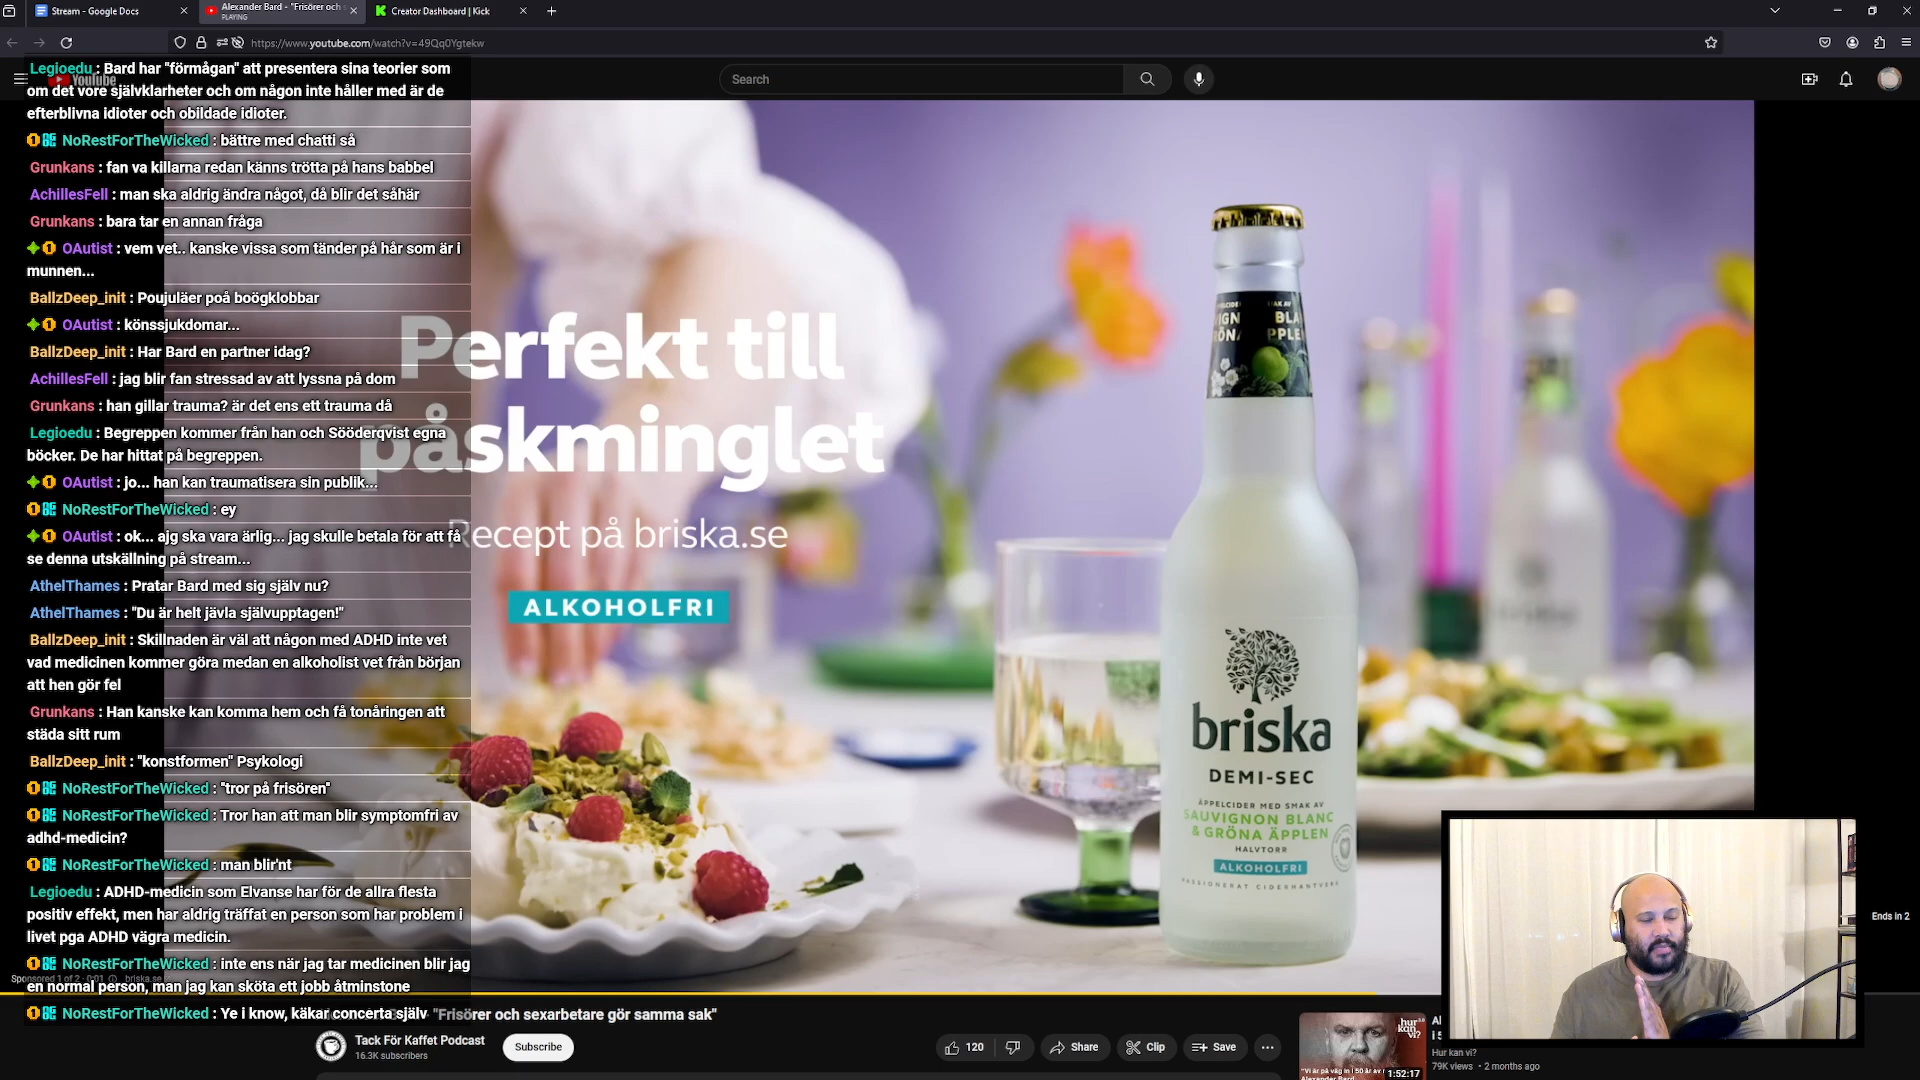 Stream - Google Docs
Alexander Bard - "Frisörer och s
PLAYING
Creator Dashboard | Kick
https://www.youtube.com/watch?v=49Qq0Ygtekw
YouTube
Search
Legioedu : Bard har "förmågan" att presentera sina teorier som
om det vore självklarheter och om någon inte håller med är de
efterblivna idioter och obildade idioter.
NoRestForTheWicked : bättre med chatti så
Grunkans : fan va killarna redan känns trötta på hans babbel
AchillesFell : man ska aldrig ändra något, då blir det såhär
Grunkans : bara tar en annan fråga
OAutist : vem vet.. kanske vissa som tänder på hår som är i
munnen...
BallzDeep_init : Poujuläer poå boögklobbar
OAutist : könssjukdomar...
BallzDeep_init : Har Bard en partner idag?
AchillesFell : jag blir fan stressad av att lyssna på dom
Grunkans : han gillar trauma? är det ens ett trauma då
Legioedu : Begreppen kommer från han och Sööderqvist egna
böcker. De har hittat på begreppen.
OAutist : jo... han kan traumatisera sin publik...
NoRestForTheWicked : ey
OAutist : ok... ajg ska vara ärlig... jag skulle betala för att få
se denna utskällning på stream...
AthelThames : Pratar Bard med sig själv nu?
AthelThames : "Du är helt jävla självupptagen!"
BallzDeep_init : Skillnaden är väl att någon med ADHD inte vet
vad medicinen kommer göra medan en alkoholist vet från början
att hen gör fel
Grunkans : Han kanske kan komma hem och få tonåringen att
städa sitt rum
BallzDeep_init : "konstformen" Psykologi
NoRestForTheWicked : "tror på frisören"
NoRestForTheWicked : Tror han att man blir symptomfri av
adhd-medicin?
NoRestForTheWicked : man blir'nt
Legioedu : ADHD-medicin som Elvanse har för de allra flesta
positiv effekt, men har aldrig träffat en person som har problem i
livet pga ADHD vägra medicin.
NoRestForTheWicked : inte ens när jag tar medicinen blir jag
en normal person, man jag kan sköta ett jobb åtminstone
NoRestForTheWicked : Ye i know, käkar concerta själv
Perfekt till
påskminglet
Recept på briska.se
ALKOHOLFRI
briska
DEMI-SEC
ÄPPELCIDER MED SMAK AV
SAUVIGNON BLANC
& GRÖNA ÄPPLEN
HALVTORR
ALKOHOLFRI
PASSIONERAT CIDERHANTVERK
Sponsored 1 of 2 · 0:01 briska.se
Ends in 2
"Frisörer och sexarbetare gör samma sak"
Tack För Kaffet Podcast
16.3K subscribers
Subscribe
120
Share
Clip
Save
hur
kan
vi?
1:52:17
Hur kan vi?
79K views • 2 months ago